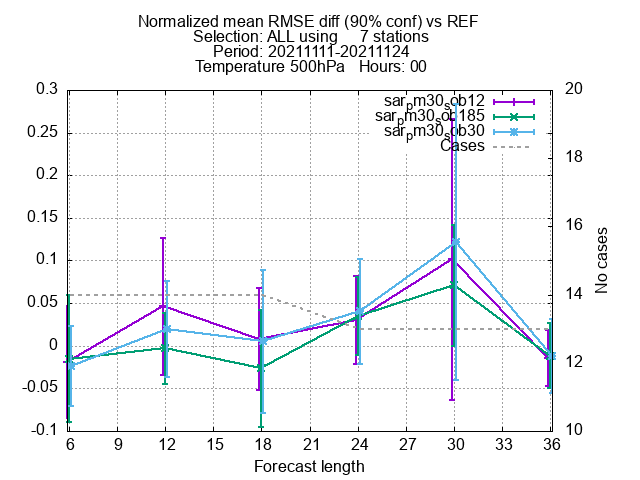 Normalized mean RMSE diff (90% conf) vs REF
Selection: ALL using 7 stations
Period: 20211111-20211124
Temperature 500hPa Hours: 00
sarpm30sob12
sarpm30sob185
sarpm30sob30
Cases
0.3
0.25
0.2
0.15
0.1
0.05
0
-0.05
-0.1
20
18
16
14
12
10
No cases
6 9 12 15 18 21 24 27 30 33 36
Forecast length